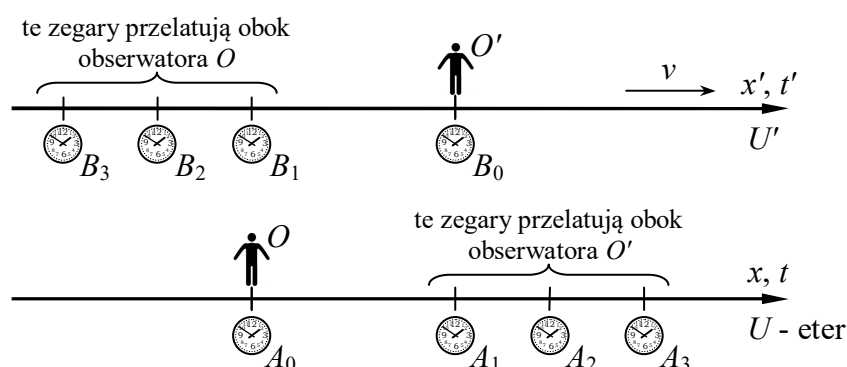 te zegary przelatują obok
obserwatora O
O'
v
x', t'
U'
B3 B2 B1 B0
te zegary przelatują obok
obserwatora O'
O
x, t
U - eter
A0 A1 A2 A3